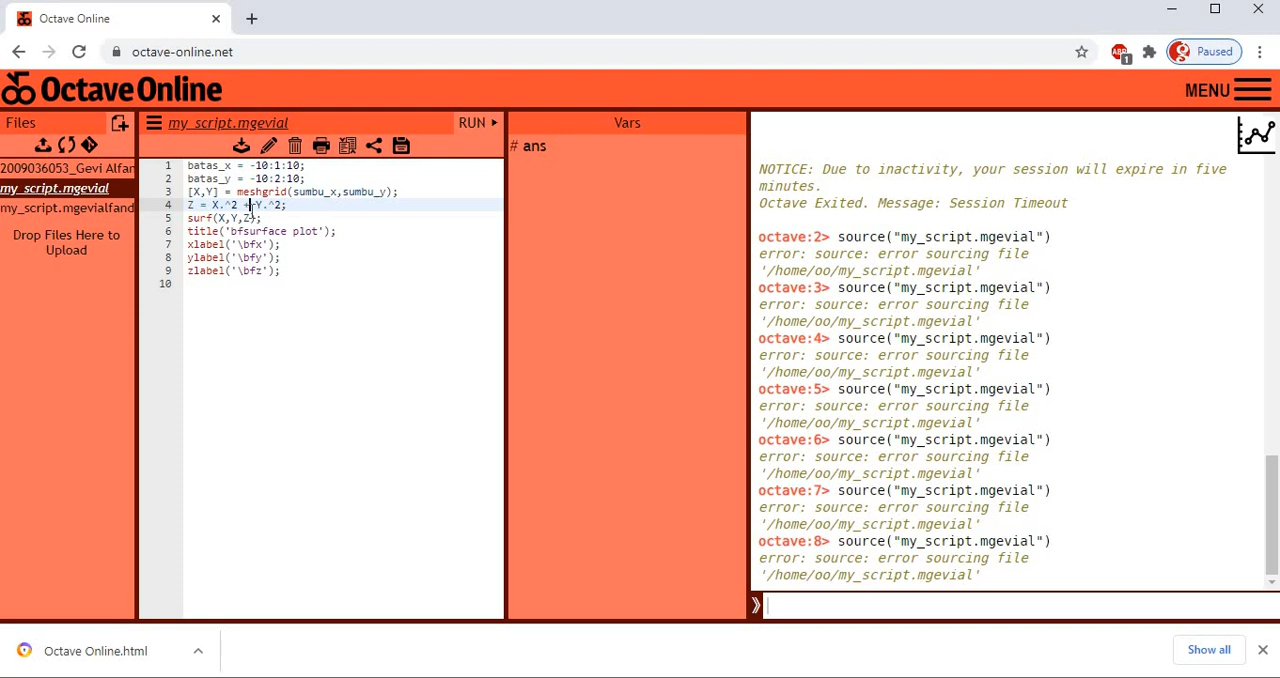 Octave Online
octave-online.net
ABP
1
Paused
OctaveOnline
MENU
Files
my_script.mgevial
RUN
Vars
2009036053_Gevi Alfan
my_script.mgevial
my_script.mgevialfand
Drop Files Here to
Upload
1 batas_x = -10:1:10;
2 batas_y = -10:2:10;
3 [X,Y] = meshgrid(sumbu_x,sumbu_y);
4 Z = X.^2 + Y.^2;
5 surf(X,Y,Z);
6 title('bfsurface plot');
7 xlabel('\bfx');
8 ylabel('\bfy');
9 zlabel('\bfz');
10
# ans
NOTICE: Due to inactivity, your session will expire in five
minutes.
Octave Exited. Message: Session Timeout
octave:2> source("my_script.mgevial")
error: source: error sourcing file
'/home/oo/my_script.mgevial'
octave:3> source("my_script.mgevial")
error: source: error sourcing file
'/home/oo/my_script.mgevial'
octave:4> source("my_script.mgevial")
error: source: error sourcing file
'/home/oo/my_script.mgevial'
octave:5> source("my_script.mgevial")
error: source: error sourcing file
'/home/oo/my_script.mgevial'
octave:6> source("my_script.mgevial")
error: source: error sourcing file
'/home/oo/my_script.mgevial'
octave:7> source("my_script.mgevial")
error: source: error sourcing file
'/home/oo/my_script.mgevial'
octave:8> source("my_script.mgevial")
error: source: error sourcing file
'/home/oo/my_script.mgevial'
Octave Online.html
Show all